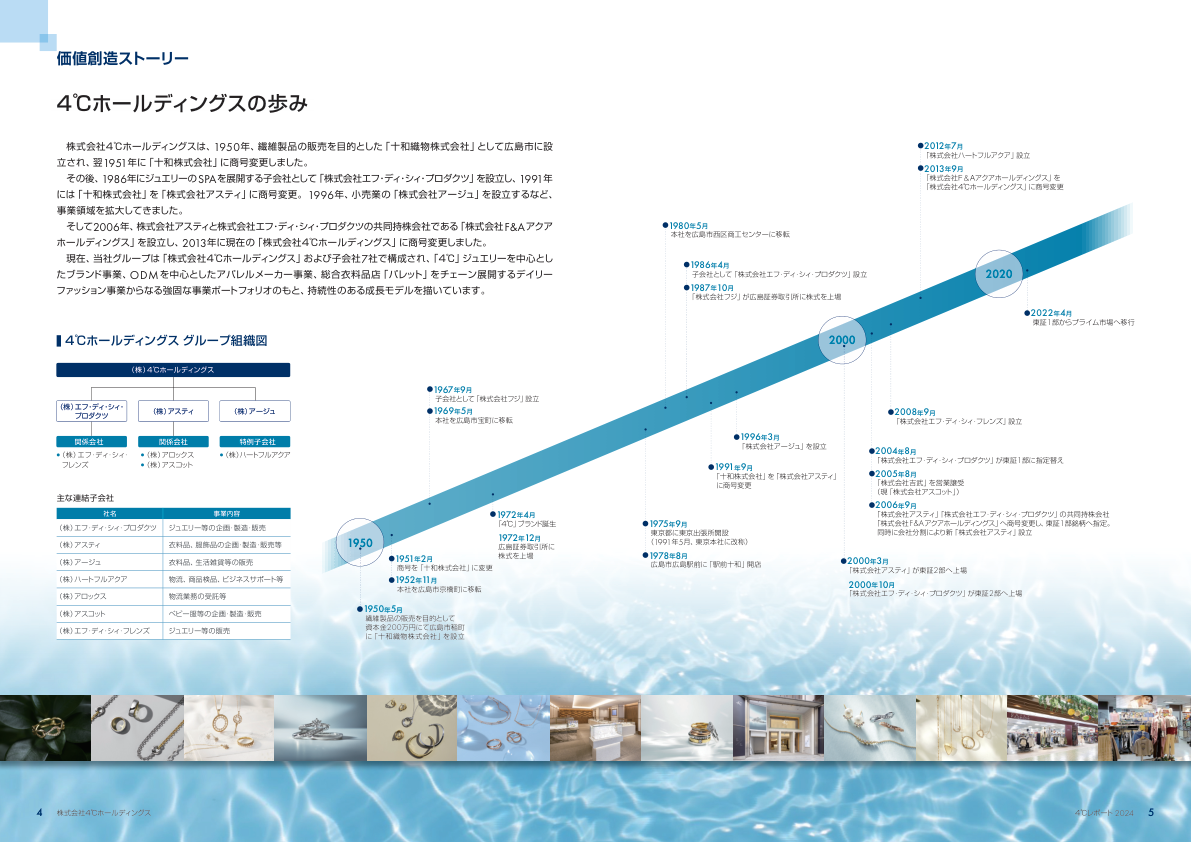 価値創造ストーリー
4℃ホールディングスの歩み
株式会社4℃ホールディングスは、1950年、繊維製品の販売を目的とした「十和織物株式会社」として広島市に設
立され、翌1951年に「十和株式会社」に商号変更しました。
その後、1986年にジュエリーのSPAを展開する子会社として「株式会社エフ・ディ・シィ・プロダクツ」を設立し、1991年
には「十和株式会社」を「株式会社アスティ」に商号変更。1996年、小売業の「株式会社アージュ」を設立するなど、
事業領域を拡大してきました。
そして2006年、株式会社アスティと株式会社エフ・ディ・シィ・プロダクツの共同持株会社である「株式会社F&Aアクア
ホールディングス」を設立し、2013年に現在の「株式会社4℃ホールディングス」に商号変更しました。
現在、当社グループは「株式会社4℃ホールディングス」および子会社7社で構成され、「4℃」ジュエリーを中心とし
たブランド事業、ODMを中心としたアパレルメーカー事業、総合衣料品店「パレット」をチェーン展開するデイリー
ファッション事業からなる強固な事業ポートフォリオのもと、持続性のある成長モデルを描いています。
4℃ホールディングス グループ組織図
(株)4℃ホールディングス
(株)エフ・ディ・シィ・
プロダクツ
(株)アスティ
(株)アージュ
関係会社
関係会社
特例子会社
•(株)エフ・ディ・シィ・
フレンズ
•(株)アロックス
•(株)アスコット
•(株)ハートフルアクア
主な連結子会社
社名 事業内容
(株)エフ・ディ・シィ・プロダクツ ジュエリー等の企画・製造・販売
(株)アスティ 衣料品、服飾品の企画・製造・販売等
(株)アージュ 衣料品、生活雑貨等の販売
(株)ハートフルアクア 物流、商品検品、ビジネスサポート等
(株)アロックス 物流業務の受託等
(株)アスコット ベビー服等の企画・製造・販売
(株)エフ・ディ・シィ・フレンズ ジュエリー等の販売
1950
●1950年5月
繊維製品の販売を目的として
資本金200万円にて広島市稲町
に「十和織物株式会社」を設立
●1951年2月
商号を「十和株式会社」に変更
●1952年11月
本社を広島市京橋町に移転
●1967年9月
子会社として「株式会社フジ」設立
●1969年5月
本社を広島市宝町に移転
●1972年4月
「4℃」ブランド誕生
1972年12月
広島証券取引所に
株式を上場
●1975年9月
東京都に東京出張所開設
(1991年5月、東京本社に改称)
●1978年8月
広島市広島駅前に「駅前十和」開店
●1980年5月
本社を広島市西区商工センターに移転
●1986年4月
子会社として「株式会社エフ・ディ・シィ・プロダクツ」設立
●1987年10月
「株式会社フジ」が広島証券取引所に株式を上場
●1991年9月
「十和株式会社」を「株式会社アスティ」
に商号変更
●1996年3月
「株式会社アージュ」を設立
2000
●2000年3月
「株式会社アスティ」が東証2部へ上場
2000年10月
「株式会社エフ・ディ・シィ・プロダクツ」が東証2部へ上場
●2004年8月
「株式会社エフ・ディ・シィ・プロダクツ」が東証1部に指定替え
●2005年8月
「株式会社吉武」を営業譲受
(現「株式会社アスコット」)
●2006年9月
「株式会社アスティ」「株式会社エフ・ディ・シィ・プロダクツ」の共同持株会社
「株式会社F&Aアクアホールディングス」へ商号変更し、東証1部銘柄へ指定。
同時に会社分割により新「株式会社アスティ」設立
●2008年9月
「株式会社エフ・ディ・シィ・フレンズ」設立
●2012年7月
「株式会社ハートフルアクア」設立
●2013年9月
「株式会社F&Aアクアホールディングス」を
「株式会社4℃ホールディングス」に商号変更
2020
●2022年4月
東証1部からプライム市場へ移行
4 株式会社4℃ホールディングス
4℃レポート 2024 5